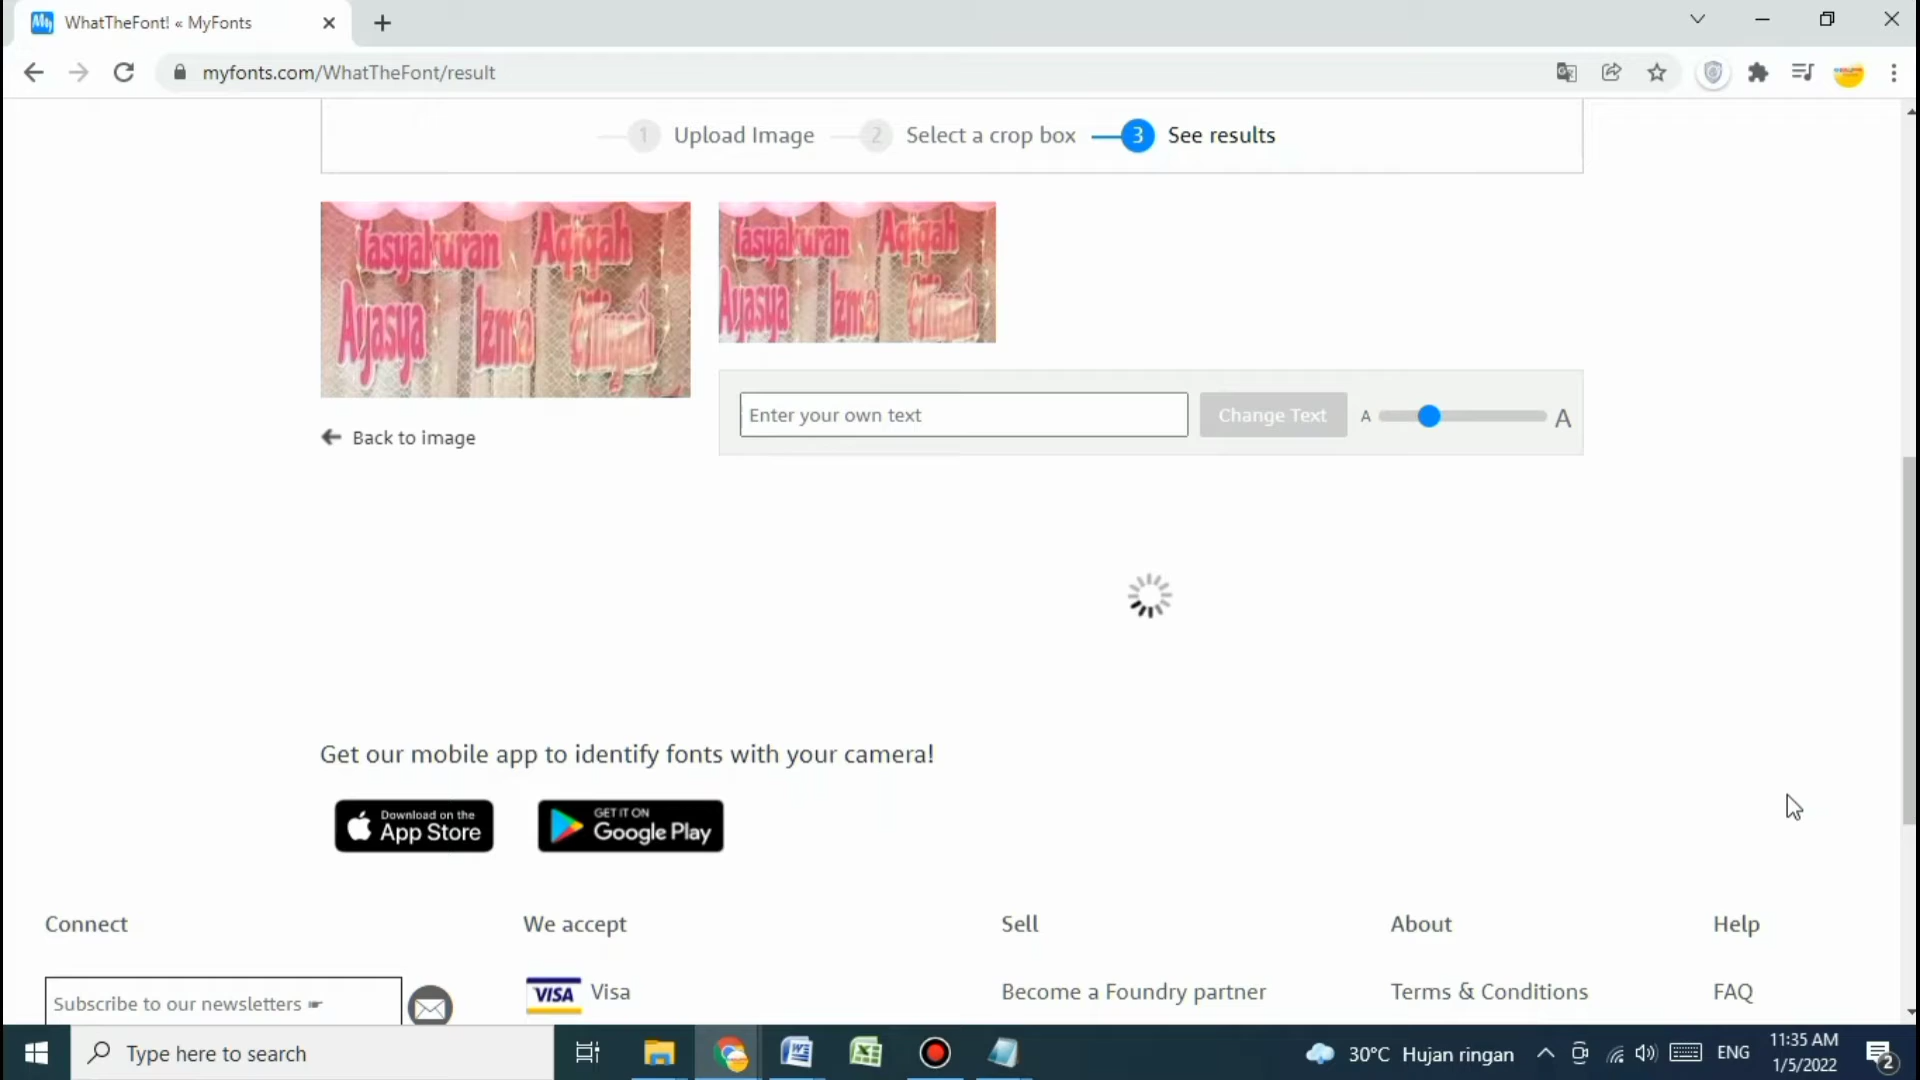 WhatTheFont! « MyFonts
myfonts.com/WhatTheFont/result
1 Upload Image 2 Select a crop box 3 See results
Tasyakuran Aqiqah
Ayasya Izma
Tasyakuran Aqiqah
Ayasya Izma
Enter your own text Change Text A A
Back to image
Get our mobile app to identify fonts with your camera!
Download on the
App Store
GET IT ON
Google Play
Connect We accept Sell About Help
Subscribe to our newsletters VISA Visa Become a Foundry partner Terms & Conditions FAQ
Type here to search 30°C Hujan ringan ENG 11:35 AM
1/5/2022 2